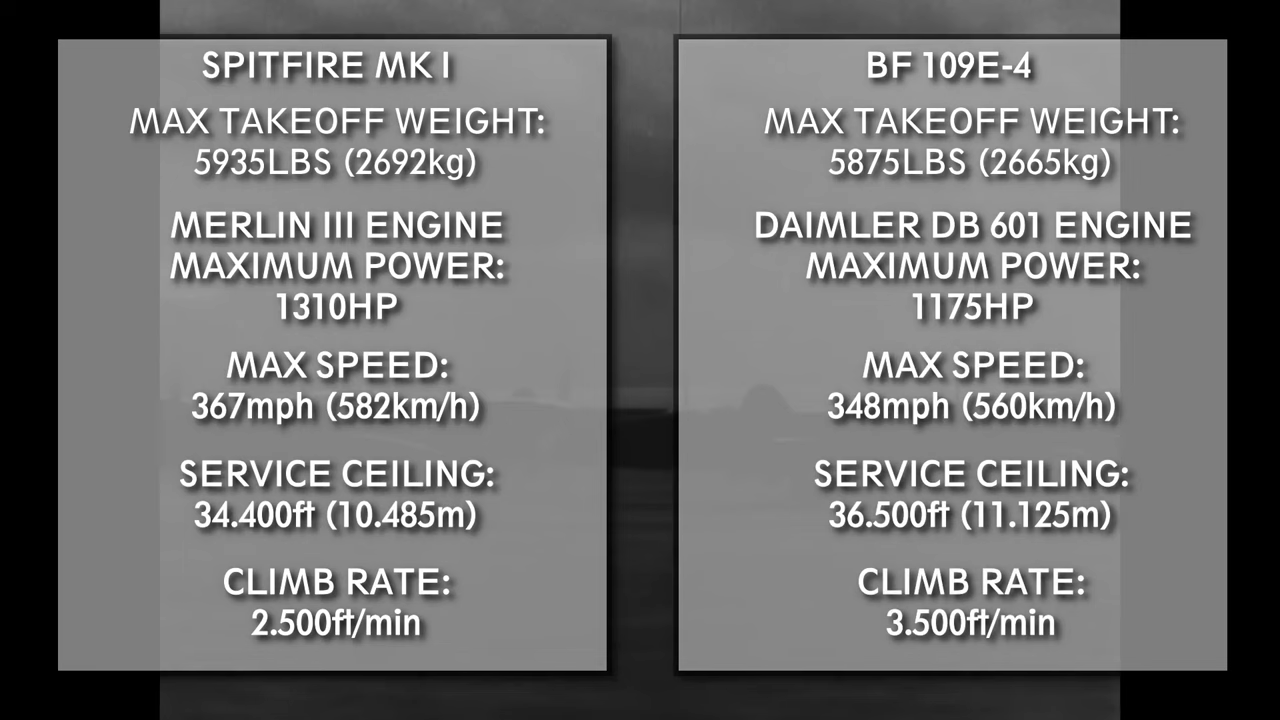 SPITFIRE MK I
MAX TAKEOFF WEIGHT:
5935LBS (2692kg)
MERLIN III ENGINE
MAXIMUM POWER:
1310HP
MAX SPEED:
367mph (582km/h)
SERVICE CEILING:
34.400ft (10.485m)
CLIMB RATE:
2.500ft/min
BF 109E-4
MAX TAKEOFF WEIGHT:
5875LBS (2665kg)
DAIMLER DB 601 ENGINE
MAXIMUM POWER:
1175HP
MAX SPEED:
348mph (560km/h)
SERVICE CEILING:
36.500ft (11.125m)
CLIMB RATE:
3.500ft/min